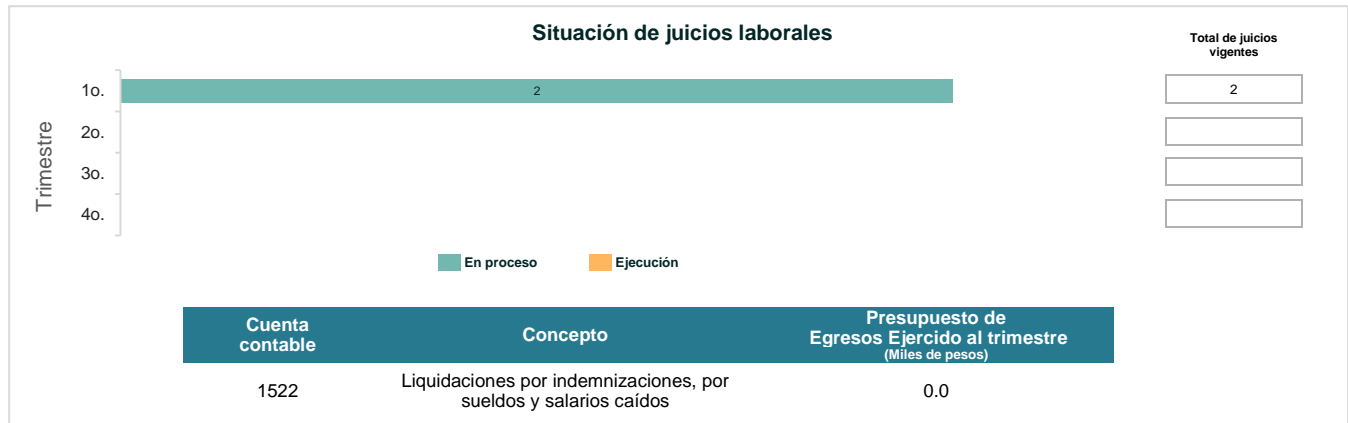 Situación de juicios laborales
Total de juicios
vigentes
Trimestre
1o.
2
2
2o.
3o.
4o.
En proceso
Ejecución
Cuenta
contable
Concepto
Presupuesto de
Egresos Ejercido al trimestre
(Miles de pesos)
1522
Liquidaciones por indemnizaciones, por
sueldos y salarios caídos
0.0